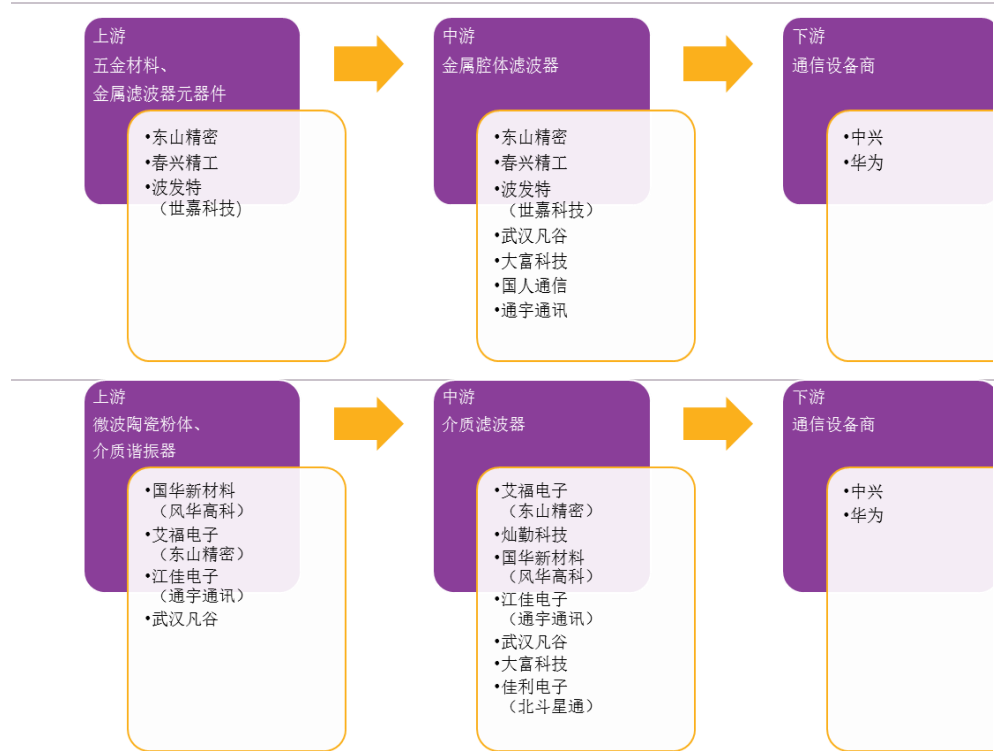 上游
五金材料、
金属滤波器元器件
•东山精密
•春兴精工
•波发特
（世嘉科技)
中游
金属腔体滤波器
•东山精密
•春兴精工
•波发特
（世嘉科技）
•武汉凡谷
•大富科技
•国人通信
•通宇通讯
下游
通信设备商
•中兴
•华为
上游
微波陶瓷粉体、
介质谐振器
•国华新材料
（风华高科）
•艾福电子
（东山精密）
•江佳电子
（通宇通讯）
•武汉凡谷
中游
介质滤波器
•艾福电子
（东山精密）
•灿勤科技
•国华新材料
（风华高科）
•江佳电子
（通宇通讯）
•武汉凡谷
•大富科技
•佳利电子
（北斗星通）
下游
通信设备商
•中兴
•华为